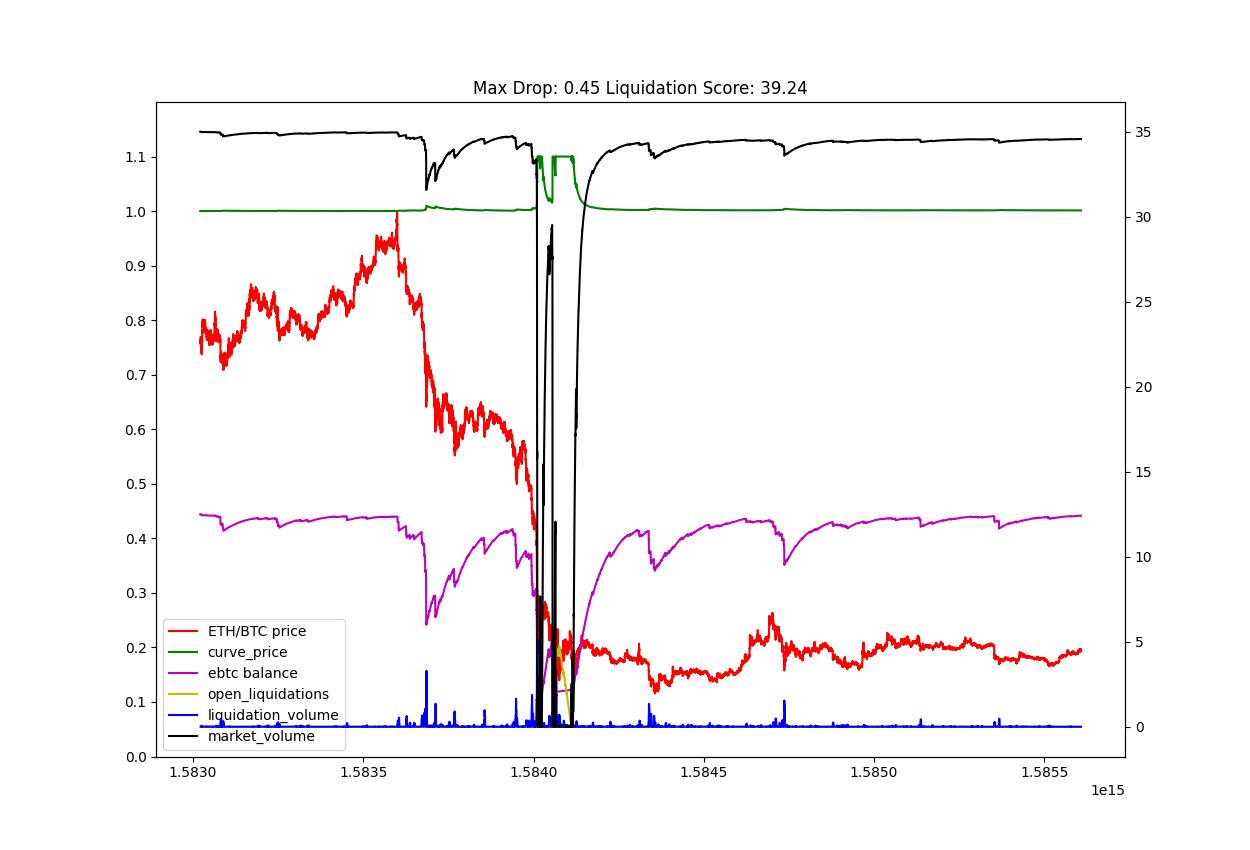 Max Drop: 0.45 Liquidation Score: 39.24
1.1
1.0
0.9
0.8
0.7
0.6
0.5
0.4
0.3
0.2
0.1
0.0
35
30
25
20
15
10
5
0
ETH/BTC price
curve_price
ebtc balance
open_liquidations
liquidation_volume
market_volume
1.5830 1.5835 1.5840 1.5845 1.5850 1.5855
1e15